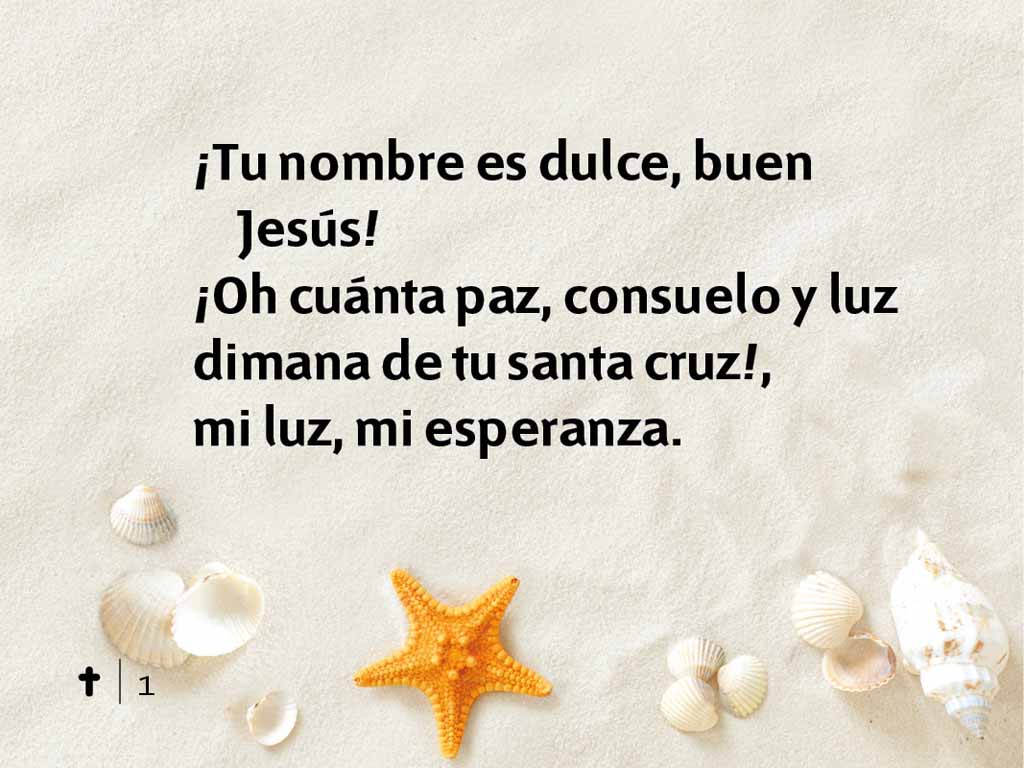 ¡Tu nombre es dulce, buen
Jesús!
¡Oh cuánta paz, consuelo y luz
dimana de tu santa cruz!,
mi luz, mi esperanza.
1